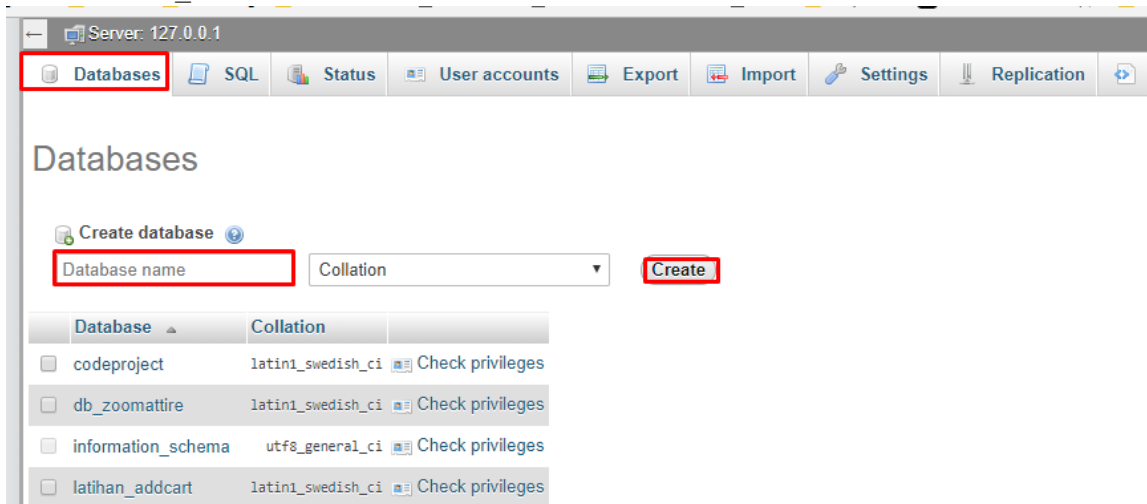 Server: 127.0.0.1
Databases SQL Status User accounts Export Import Settings Replication
Databases
Create database
Database name Collation Create
Database Collation
codeproject latin1_swedish_ci Check privileges
db_zoomattire latin1_swedish_ci Check privileges
information_schema utf8_general_ci Check privileges
latihan_addcart latin1_swedish_ci Check privileges